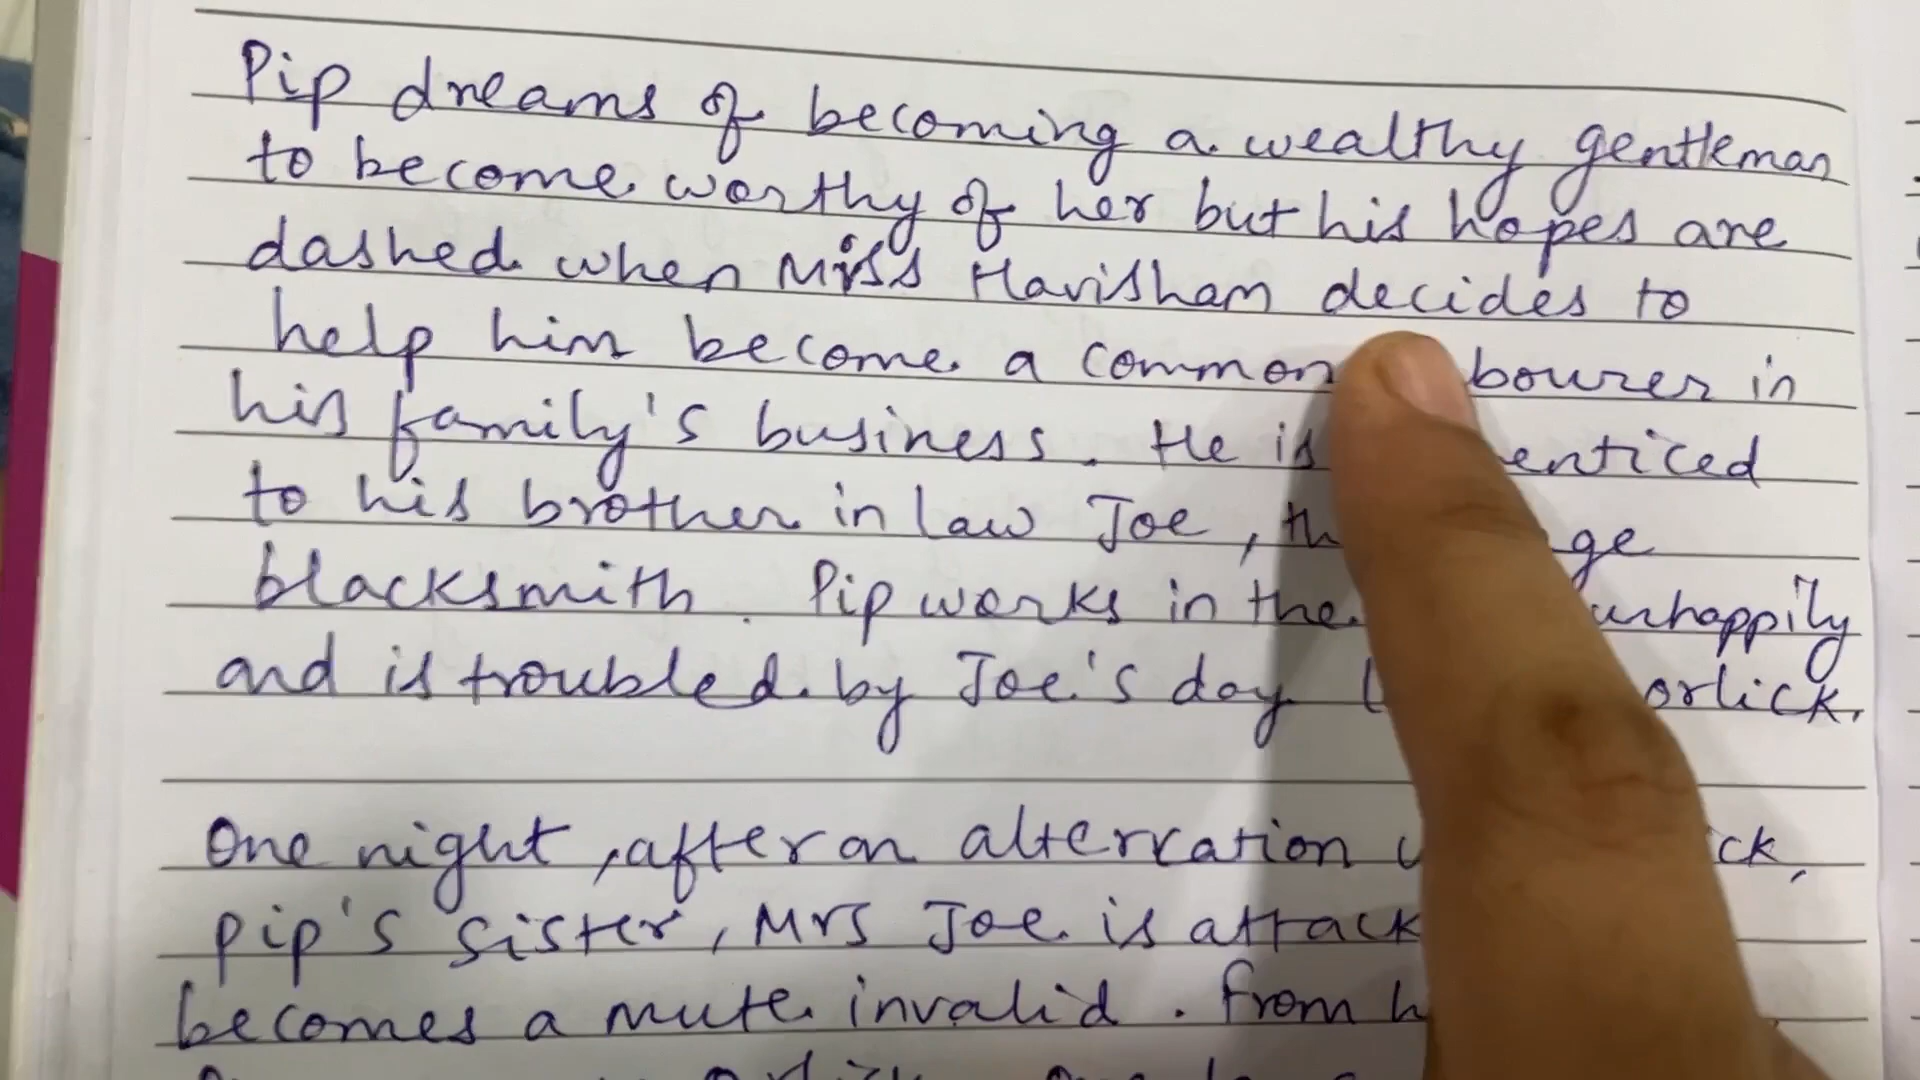 Pip dreams of becoming a wealthy gentleman
to become worthy of her but his hopes are
dashed when Miss Havisham decides to
help him become a common bourer in
his family's business. He is enticed
to his brother in law Joe, th ge
blacksmith. Pip works in the unhappily
and is troubled by Joe's day orlick.
One night, after an altercation ck,
pip's sister, Mrs Joe is attack
becomes a mute invalid. From h